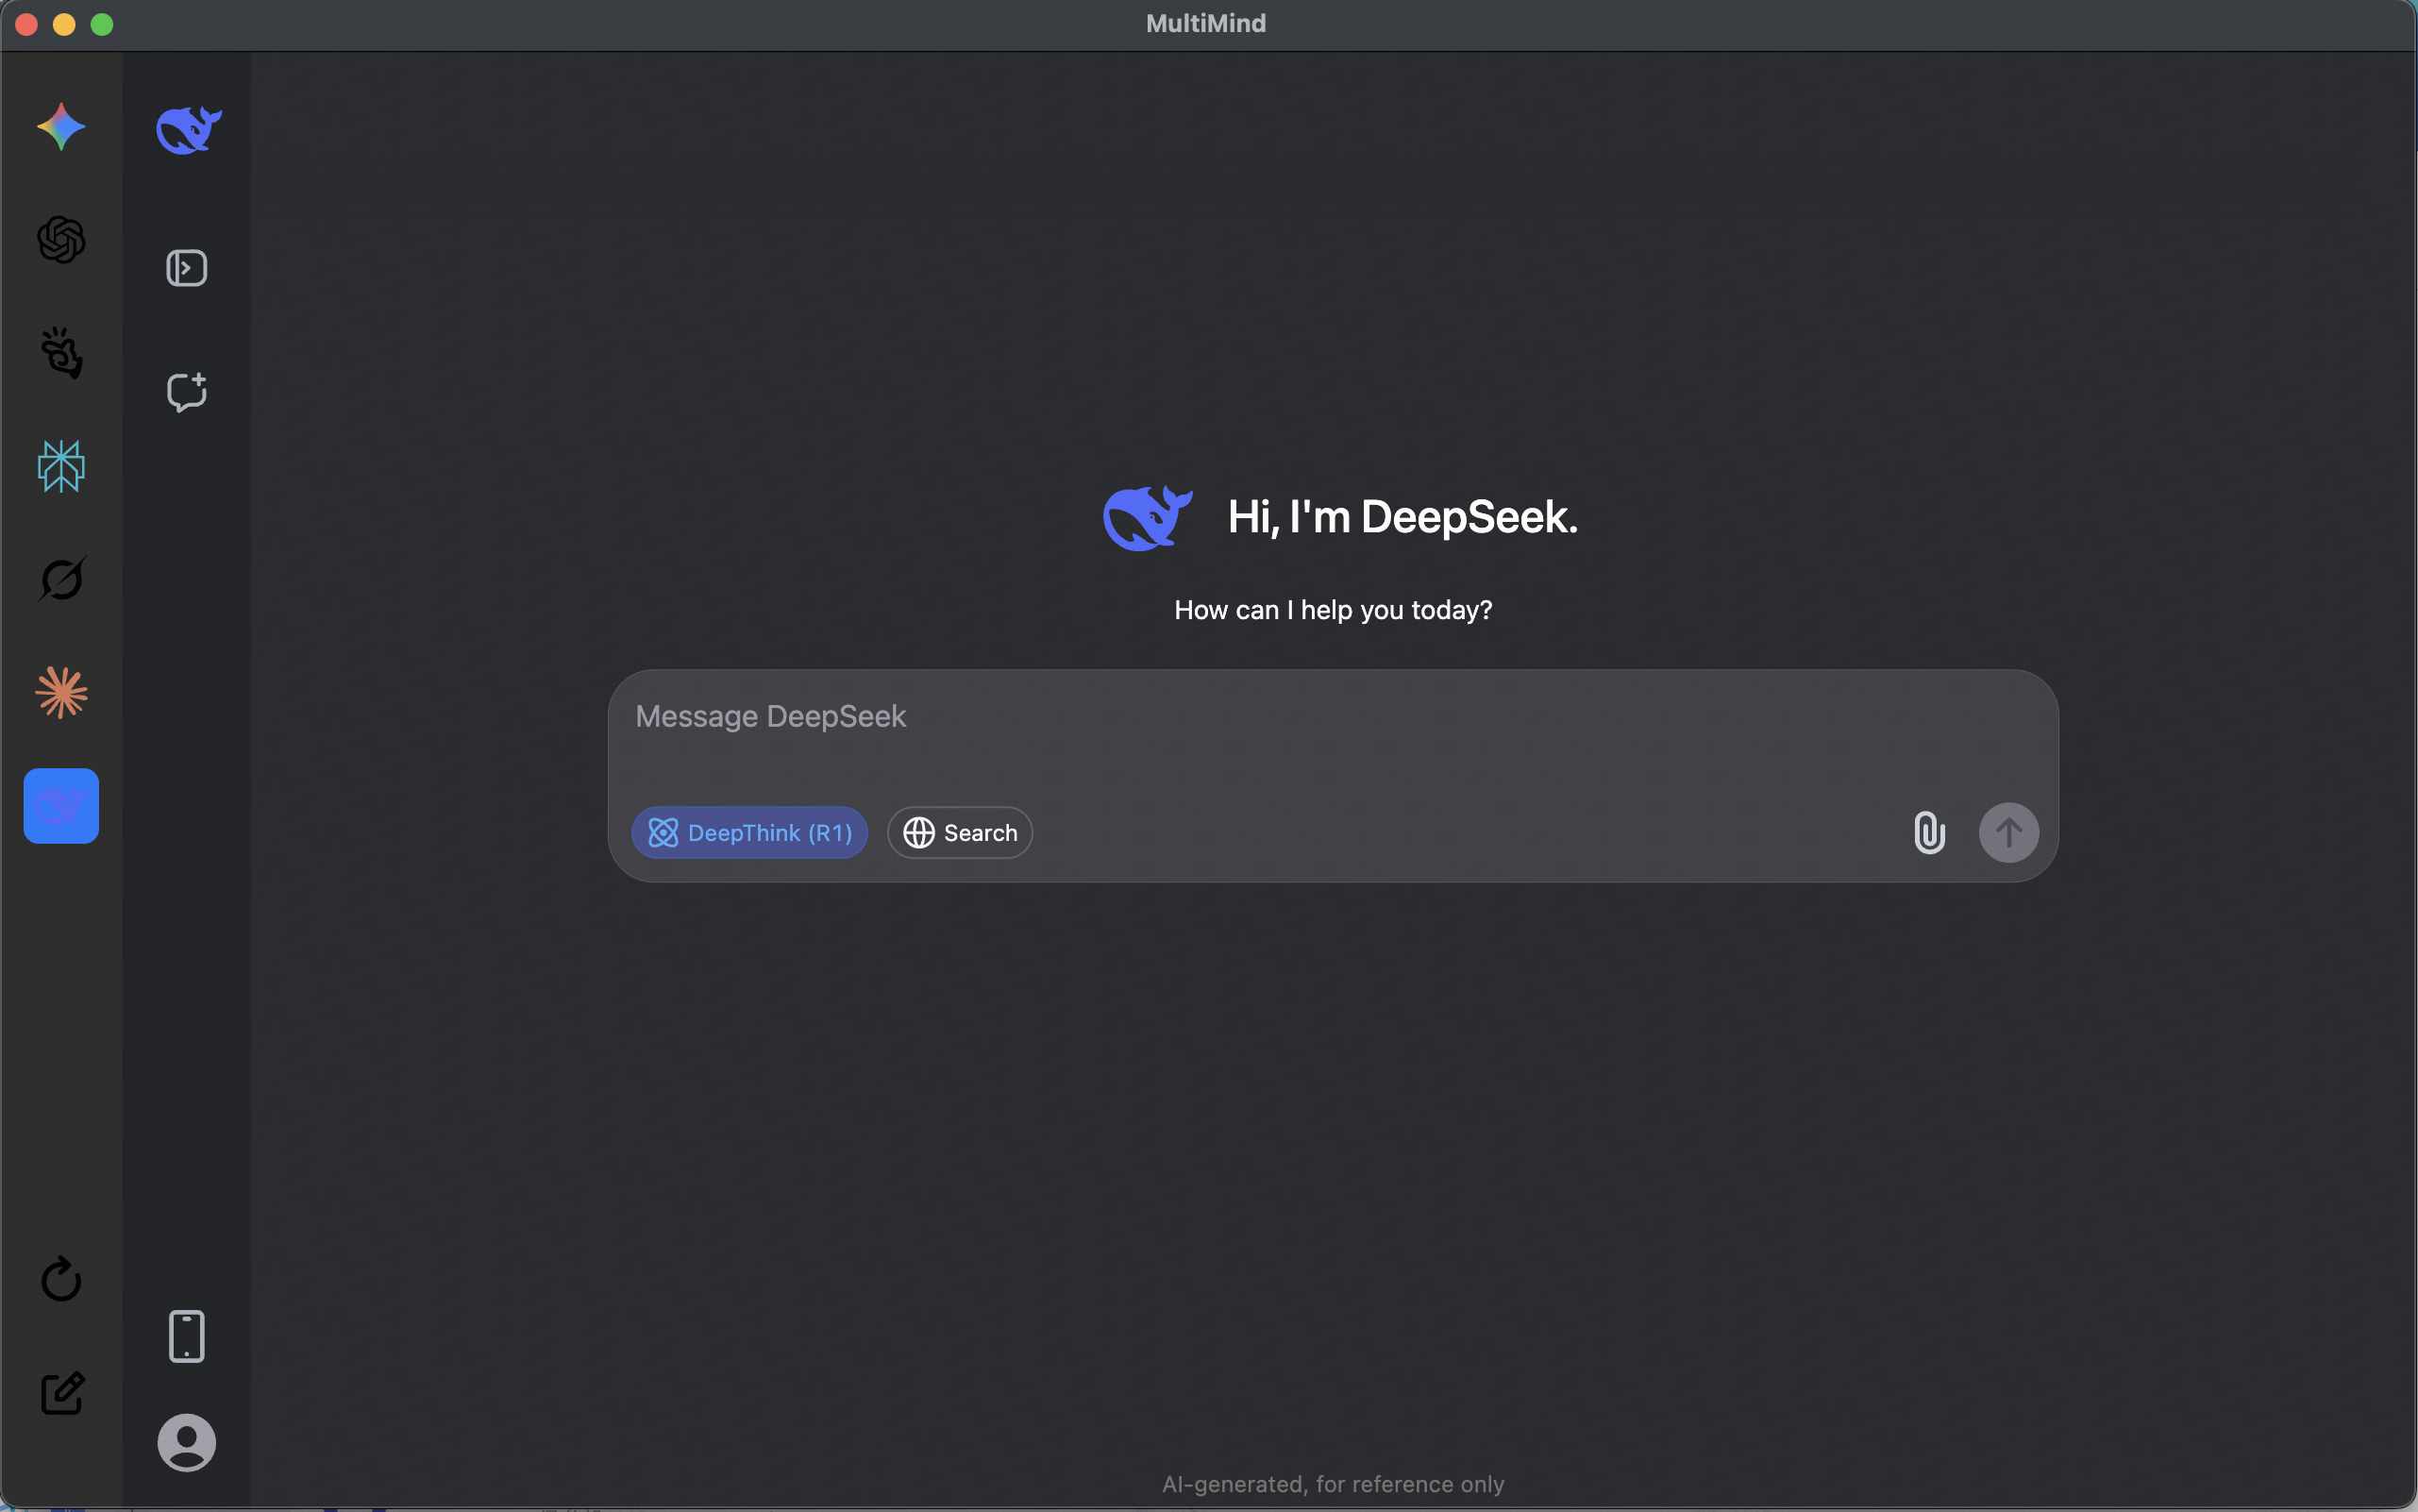 MultiMind
Hi, I'm DeepSeek.
How can I help you today?
Message DeepSeek
DeepThink (R1)
Search
AI-generated, for reference only